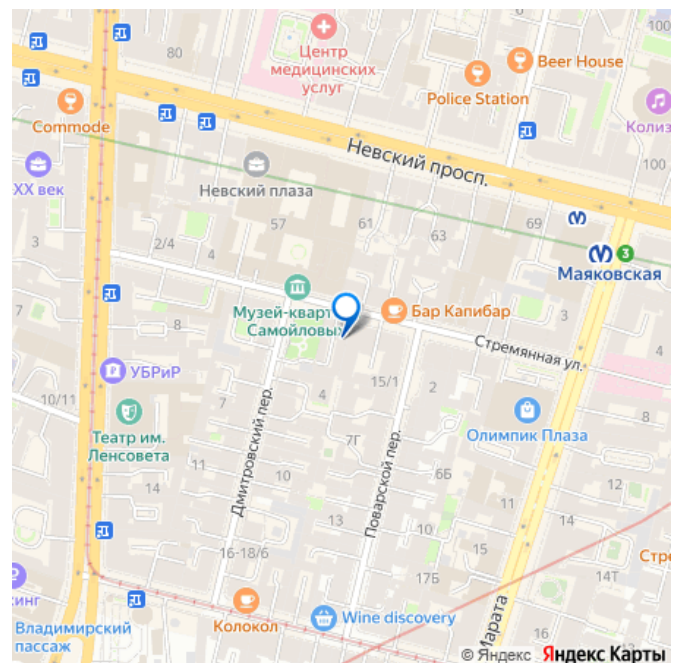 80
Центр
медицинских
услуг
100
Beer House
Police Station
Commode
Колиз
Невский просп.
100
XX век
Невский плаза
57
61
69
63
3
2/4
4
3
Маяковская
Музей-кварт
Самойловых
Бар Капибар
Стремянная ул.
4
УБРиР
10/11
7
4
15/1
2
8
Театр им.
Ленсовета
7Г
Олимпик Плаза
Дмитровский пер.
Поварской пер.
11
10
6Б
14
11
13
10
14
16-18/6
15
Стре
17Б
14Т
кинг
Колокол
Wine discovery
Марата
Владимирский
пассаж
© Яндекс Яндекс Карты